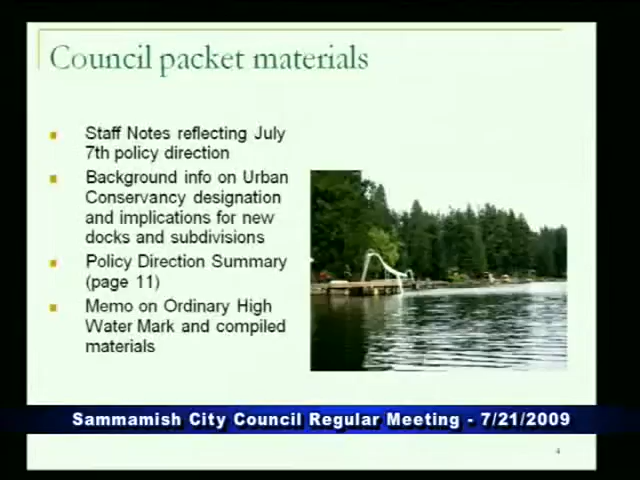 Council packet materials
Staff Notes reflecting July
7th policy direction
Background info on Urban
Conservancy designation
and implications for new
docks and subdivisions
Policy Direction Summary
(page 11)
Memo on Ordinary High
Water Mark and compiled
materials
Sammamish City Council Regular Meeting - 7/21/2009
4